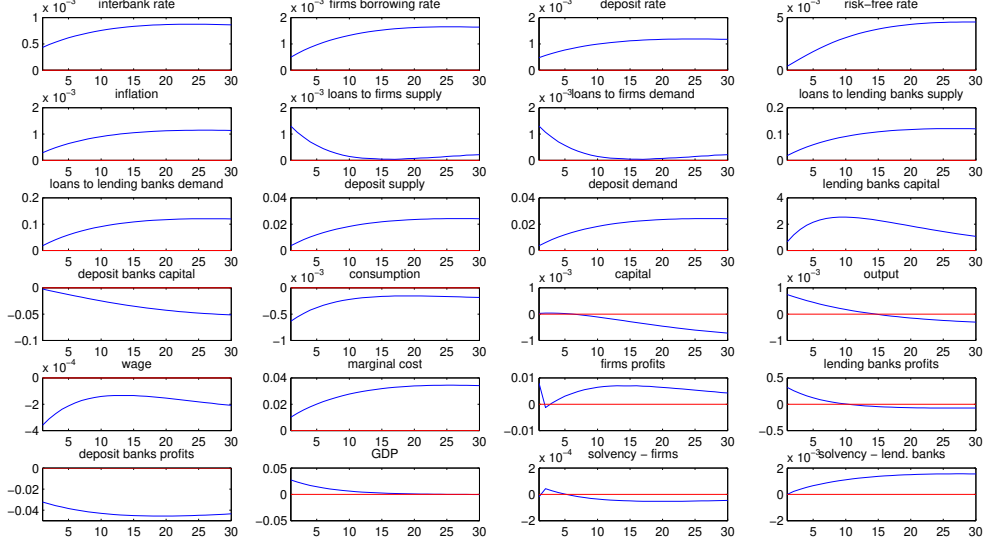 x 10⁻³
interbank rate
1
0.5
0
5 10 15 20 25 30
x 10⁻³
firms borrowing rate
2
1
0
5 10 15 20 25 30
x 10⁻³
deposit rate
2
1
0
5 10 15 20 25 30
x 10⁻³
risk−free rate
5
0
5 10 15 20 25 30
x 10⁻³
inflation
2
1
0
5 10 15 20 25 30
x 10⁻³
loans to firms supply
2
1
0
5 10 15 20 25 30
x 10⁻³
loans to firms demand
2
1
0
5 10 15 20 25 30
loans to lending banks supply
0.2
0.1
0
5 10 15 20 25 30
loans to lending banks demand
0.2
0.1
0
5 10 15 20 25 30
deposit supply
0.04
0.02
0
5 10 15 20 25 30
deposit demand
0.04
0.02
0
5 10 15 20 25 30
lending banks capital
4
2
0
5 10 15 20 25 30
deposit banks capital
0
−0.05
−0.1
5 10 15 20 25 30
x 10⁻³
consumption
0
−0.5
−1
5 10 15 20 25 30
x 10⁻³
capital
1
0
−1
5 10 15 20 25 30
x 10⁻³
output
1
0
−1
5 10 15 20 25 30
x 10⁻⁴
wage
0
−2
−4
5 10 15 20 25 30
marginal cost
0.04
0.02
0
5 10 15 20 25 30
firms profits
0.01
0
−0.01
5 10 15 20 25 30
lending banks profits
0.5
0
−0.5
5 10 15 20 25 30
deposit banks profits
0
−0.02
−0.04
5 10 15 20 25 30
GDP
0.05
0
−0.05
5 10 15 20 25 30
x 10⁻⁴
solvency − firms
2
0
−2
5 10 15 20 25 30
x 10⁻³
solvency − lend. banks
2
0
−2
5 10 15 20 25 30